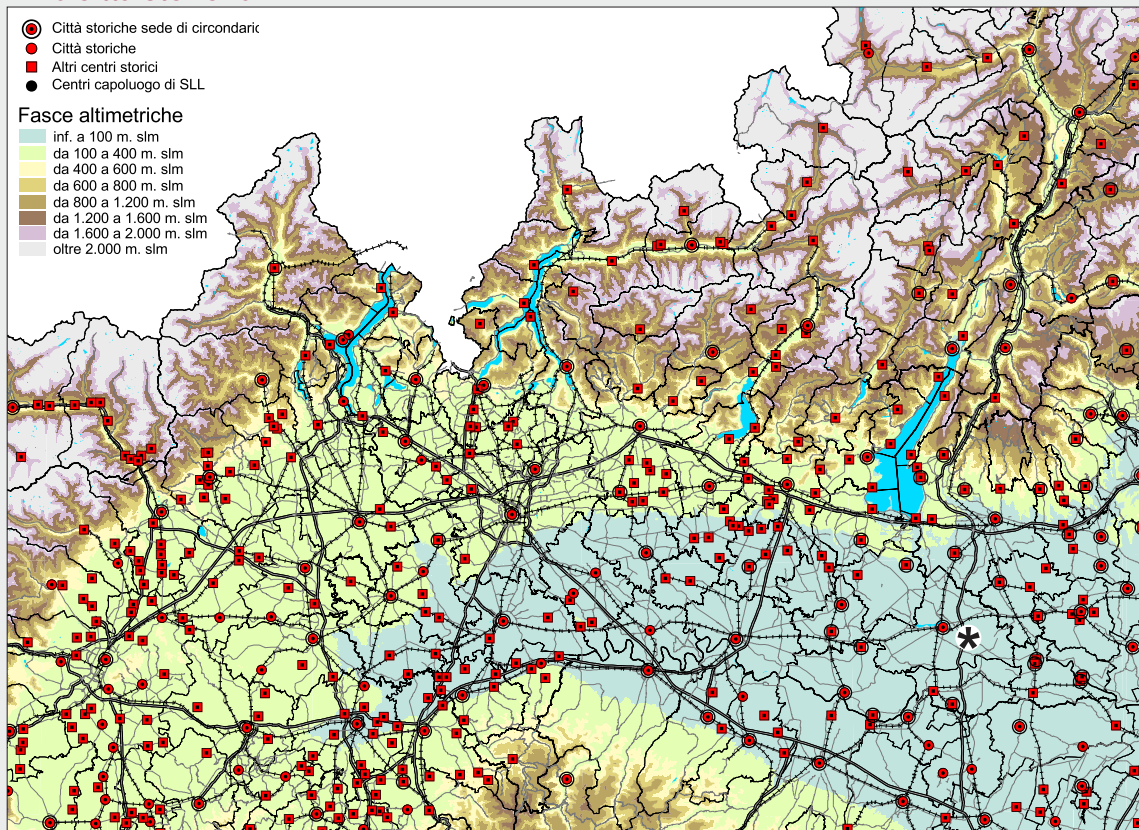 Città storiche sede di circondario
Città storiche
Altri centri storici
Centri capoluogo di SLL
Fasce altimetriche
inf. a 100 m. slm
da 100 a 400 m. slm
da 400 a 600 m. slm
da 600 a 800 m. slm
da 800 a 1.200 m. slm
da 1.200 a 1.600 m. slm
da 1.600 a 2.000 m. slm
oltre 2.000 m. slm